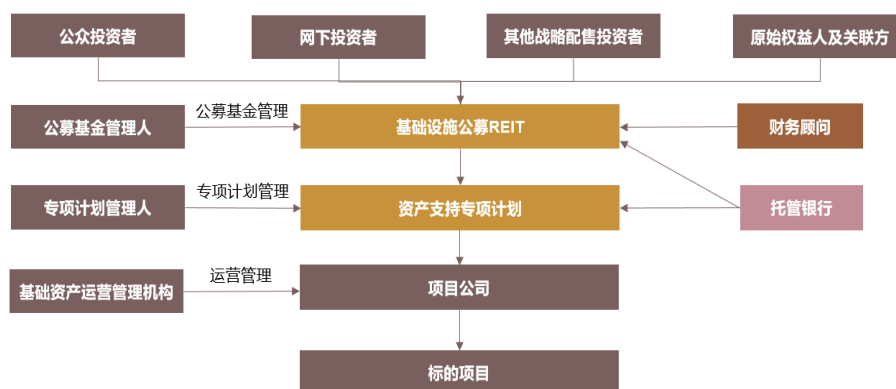 公众投资者
网下投资者
其他战略配售投资者
原始权益人及关联方
公募基金管理人
公募基金管理
基础设施公募REIT
财务顾问
专项计划管理人
专项计划管理
资产支持专项计划
托管银行
基础资产运营管理机构
运营管理
项目公司
标的项目